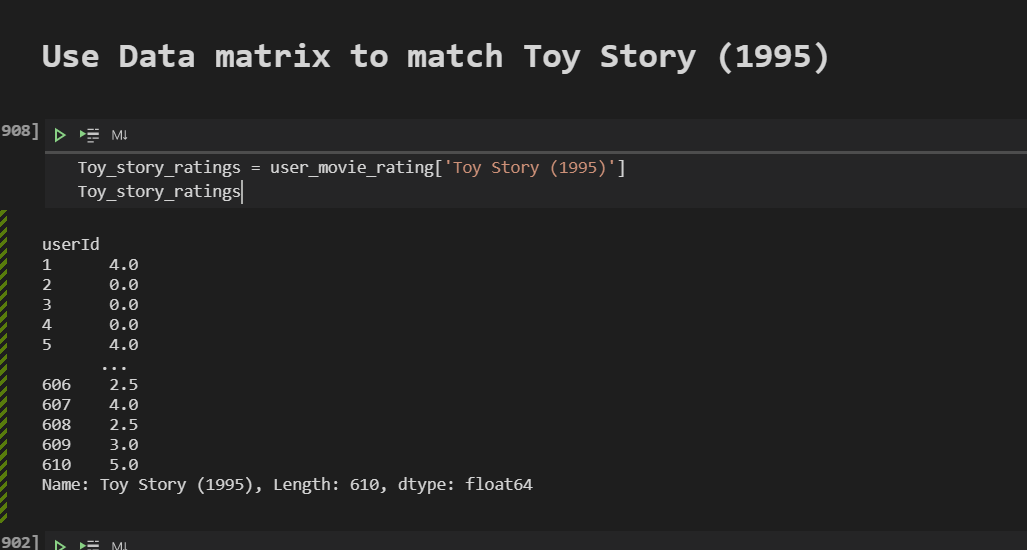 Use Data matrix to match Toy Story (1995)
908]
M↓
Toy_story_ratings = user_movie_rating['Toy Story (1995)']
Toy_story_ratings
userId
1 4.0
2 0.0
3 0.0
4 0.0
5 4.0
...
606 2.5
607 4.0
608 2.5
609 3.0
610 5.0
Name: Toy Story (1995), Length: 610, dtype: float64
902]
M↓